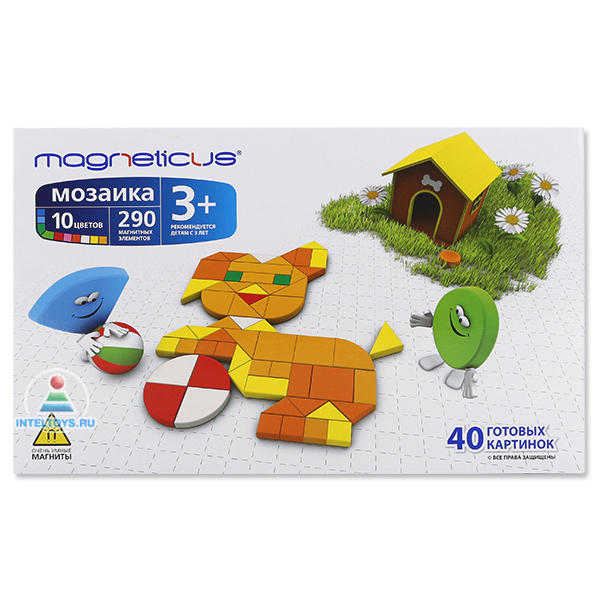 magneticus®
мозаика
10 цветов
290
магнитных
элементов
3+
рекомендуется
детям с 3 лет
INTELTOYS.RU
ОЧЕНЬ УМНЫЕ
МАГНИТЫ
40 ГОТОВЫХ
КАРТИНОК
ВСЕ ПРАВА ЗАЩИЩЕНЫ